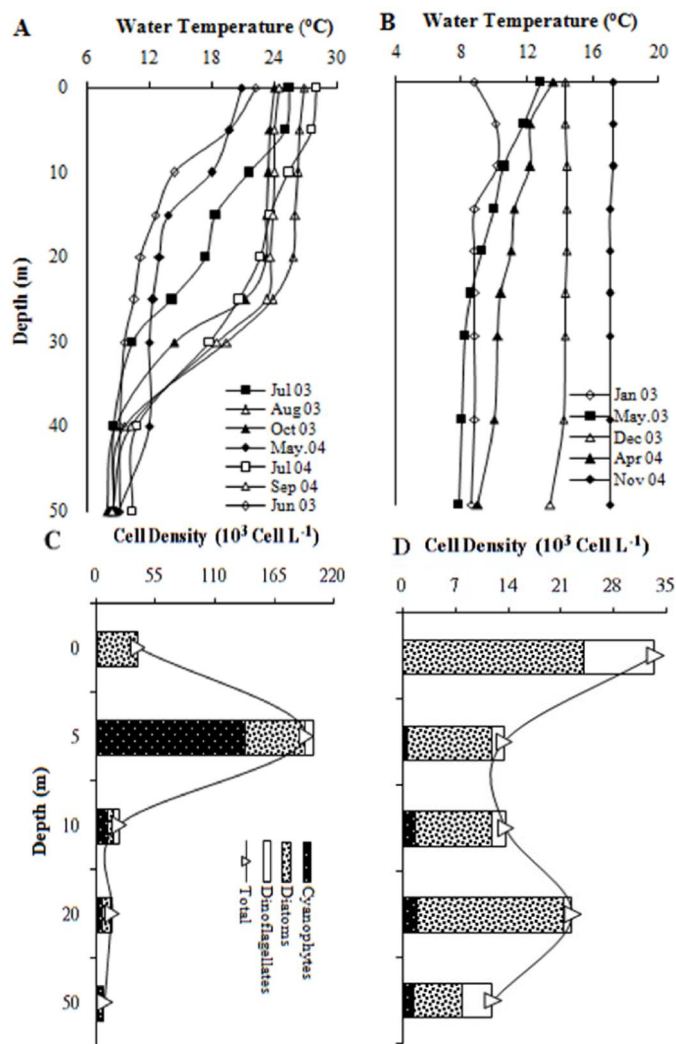 A
Water Temperature (°C)
6 12 18 24 30
0
10
20
30
40
50
Depth (m)
Jul 03
Aug 03
Oct 03
May.04
Jul 04
Sep 04
Jun 03
B
Water Temperature (°C)
4 8 12 16 20
Jan 03
May.03
Dec 03
Apr 04
Nov 04
C
Cell Density (10³ Cell L⁻¹)
0 55 110 165 220
0
5
10
20
50
Depth (m)
Total
Dinoflagellates
Diatoms
Cyanophytes
D
Cell Density (10³ Cell L⁻¹)
0 7 14 21 28 35